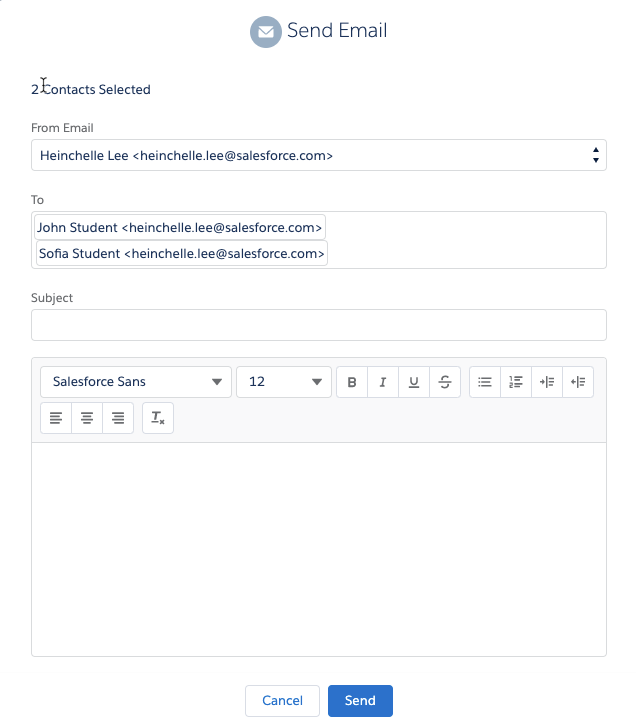 Send Email
2 Contacts Selected
From Email
Heinchelle Lee <heinchelle.lee@salesforce.com>
To
John Student <heinchelle.lee@salesforce.com>
Sofia Student <heinchelle.lee@salesforce.com>
Subject
Salesforce Sans 12 B I U S
Tx
Cancel Send